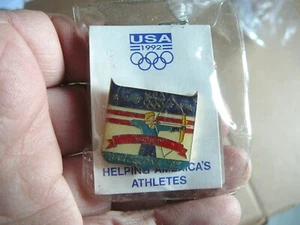 USA
1992
HELPING AMERICA'S
ATHLETES